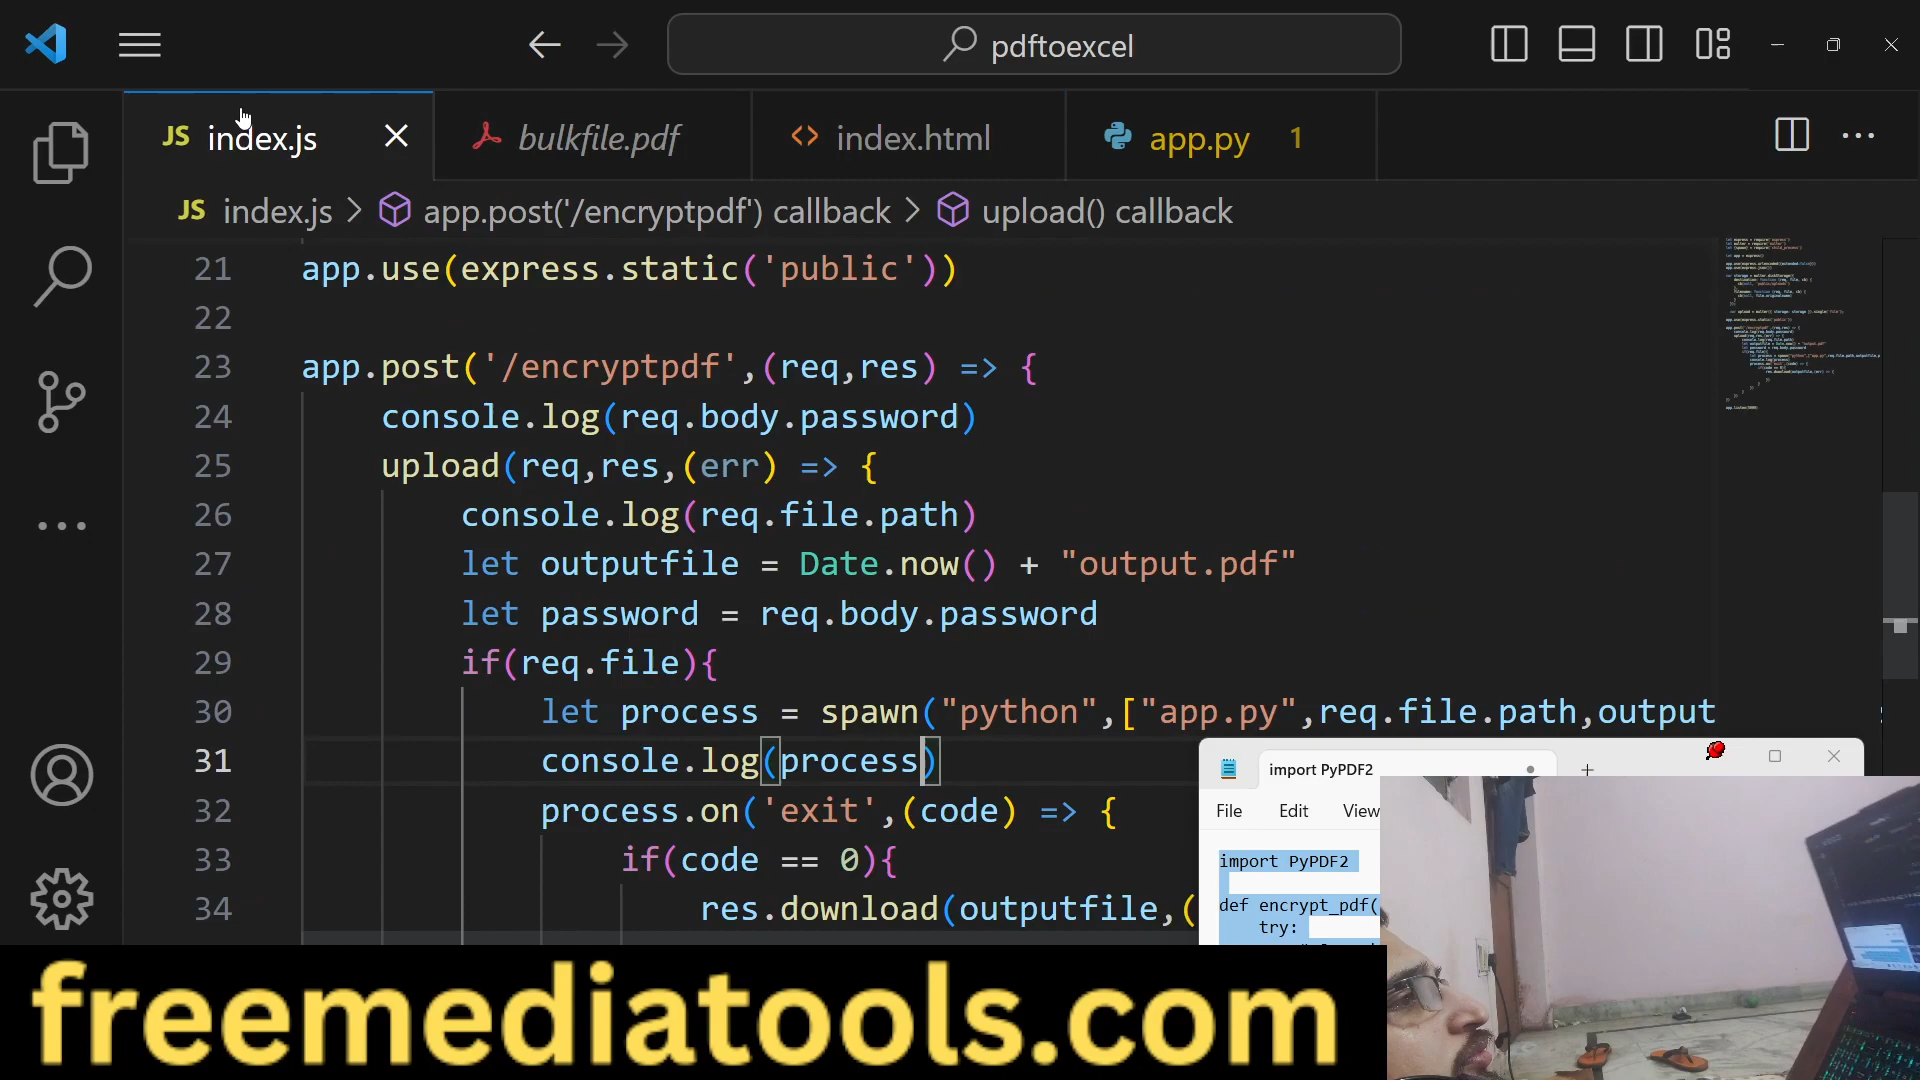 pdftoexcel
JS index.js
bulkfile.pdf
<> index.html
app.py 1
JS index.js > app.post('/encryptpdf') callback > upload() callback
21 app.use(express.static('public'))
22
23 app.post('/encryptpdf',(req,res) => {
24 console.log(req.body.password)
25 upload(req,res,(err) => {
26 console.log(req.file.path)
27 let outputfile = Date.now() + "output.pdf"
28 let password = req.body.password
29 if(req.file){
30 let process = spawn("python",["app.py",req.file.path,output
31 console.log(process)
32 process.on('exit',(code) => {
33 if(code == 0){
34 res.download(outputfile,(
import PyPDF2
File Edit View
import PyPDF2
def encrypt_pdf(
try:
freemediatools.com